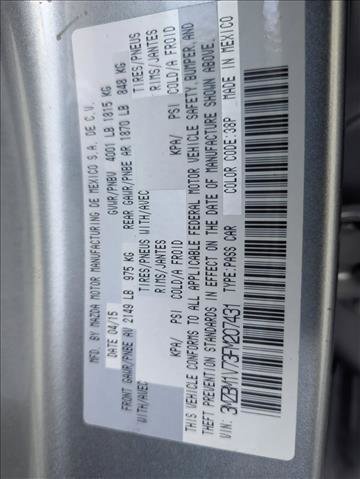 MFD. BY MAZDA MOTOR MANUFACTURING DE MEXICO S.A. DE C.V.
DATE 04/15 GVWR/PNBV 4001 LB 1815 KG
FRONT GAWR/PNBE AV 2149 LB 975 KG REAR GAWR/PNBE AR 1870 LB 848 KG
WITH/AVEC TIRES/PNEUS WITH/AVEC TIRES/PNEUS
RIMS/JANTES RIMS/JANTES
KPA/ PSI COLD/A FROID KPA/ PSI COLD/A FROID
THIS VEHICLE CONFORMS TO ALL APPLICABLE FEDERAL MOTOR VEHICLE SAFETY, BUMPER, AND
THEFT PREVENTION STANDARDS IN EFFECT ON THE DATE OF MANUFACTURE SHOWN ABOVE.
VIN: 3MZBM1V73FM207431 TYPE:PASS CAR COLOR CODE:38P MADE IN MEXICO